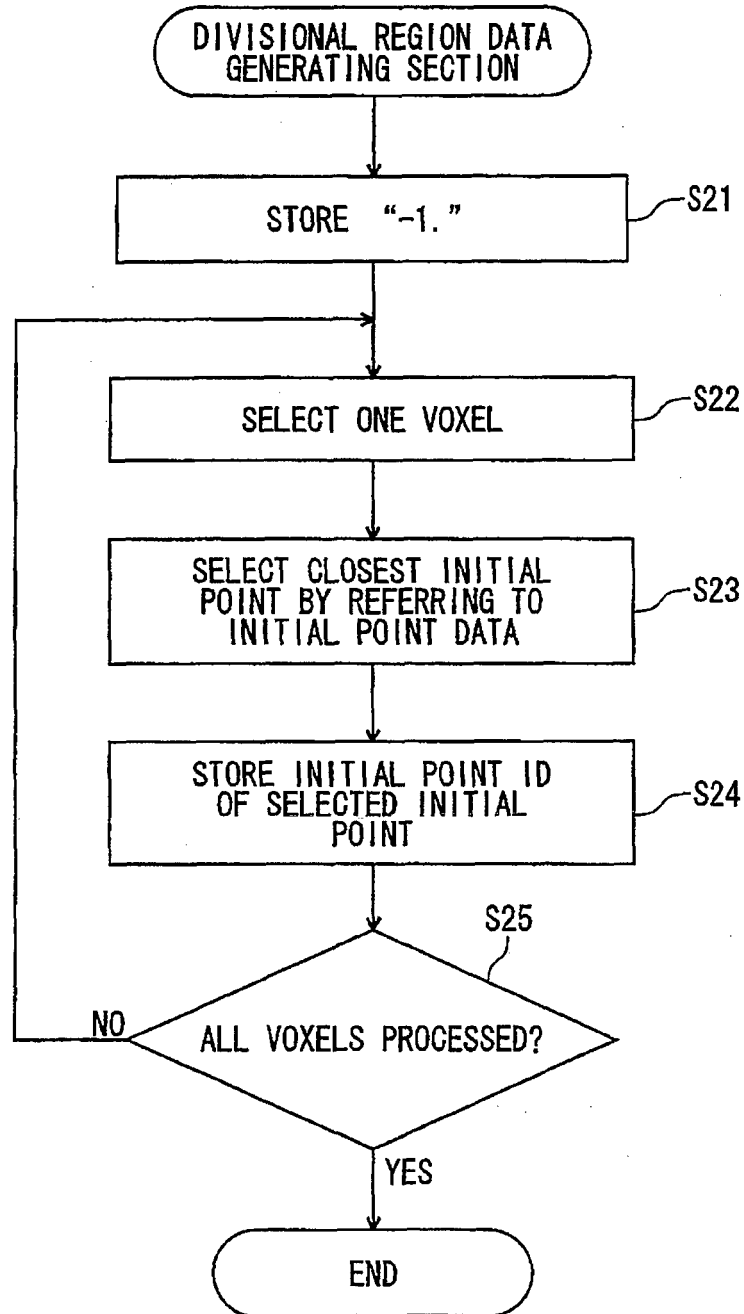 DIVISIONAL REGION DATA
GENERATING SECTION
STORE "-1."
S21
SELECT ONE VOXEL
S22
SELECT CLOSEST INITIAL
POINT BY REFERRING TO
INITIAL POINT DATA
S23
STORE INITIAL POINT ID
OF SELECTED INITIAL
POINT
S24
S25
ALL VOXELS PROCESSED?
NO
YES
END